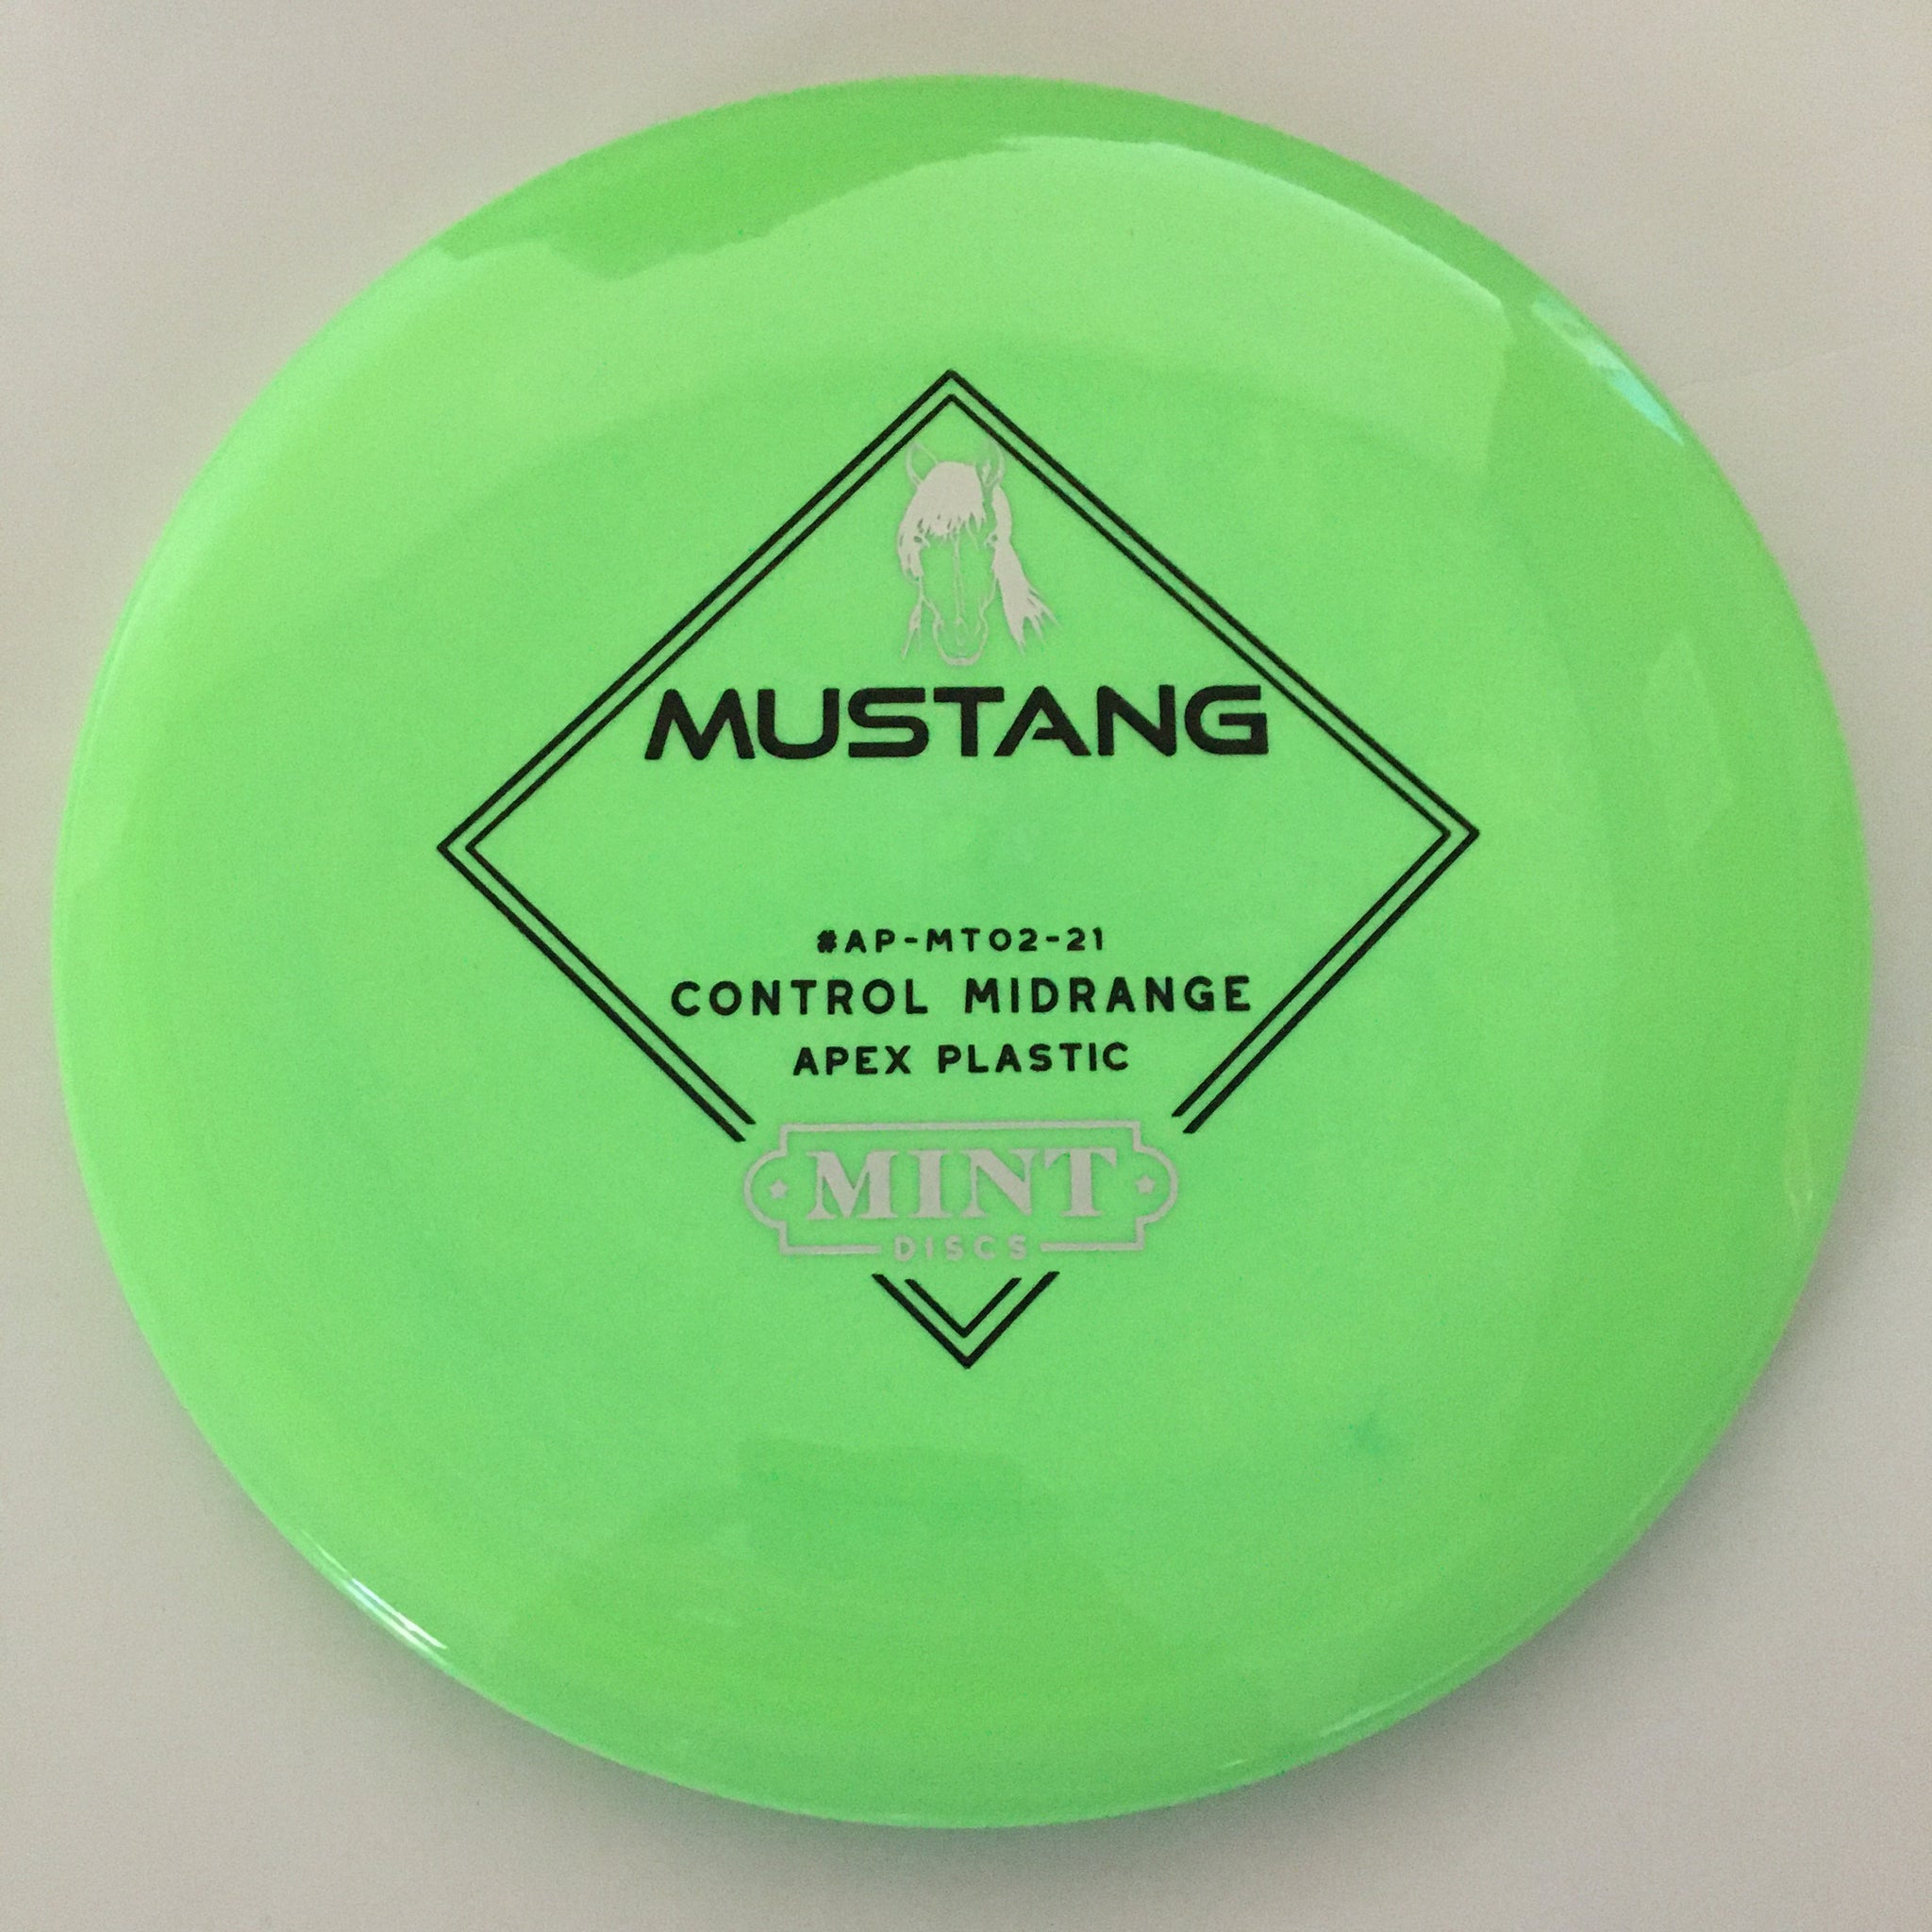 MUSTANG
#AP-MT02-21
CONTROL MIDRANGE
APEX PLASTIC
MINT
DISCS